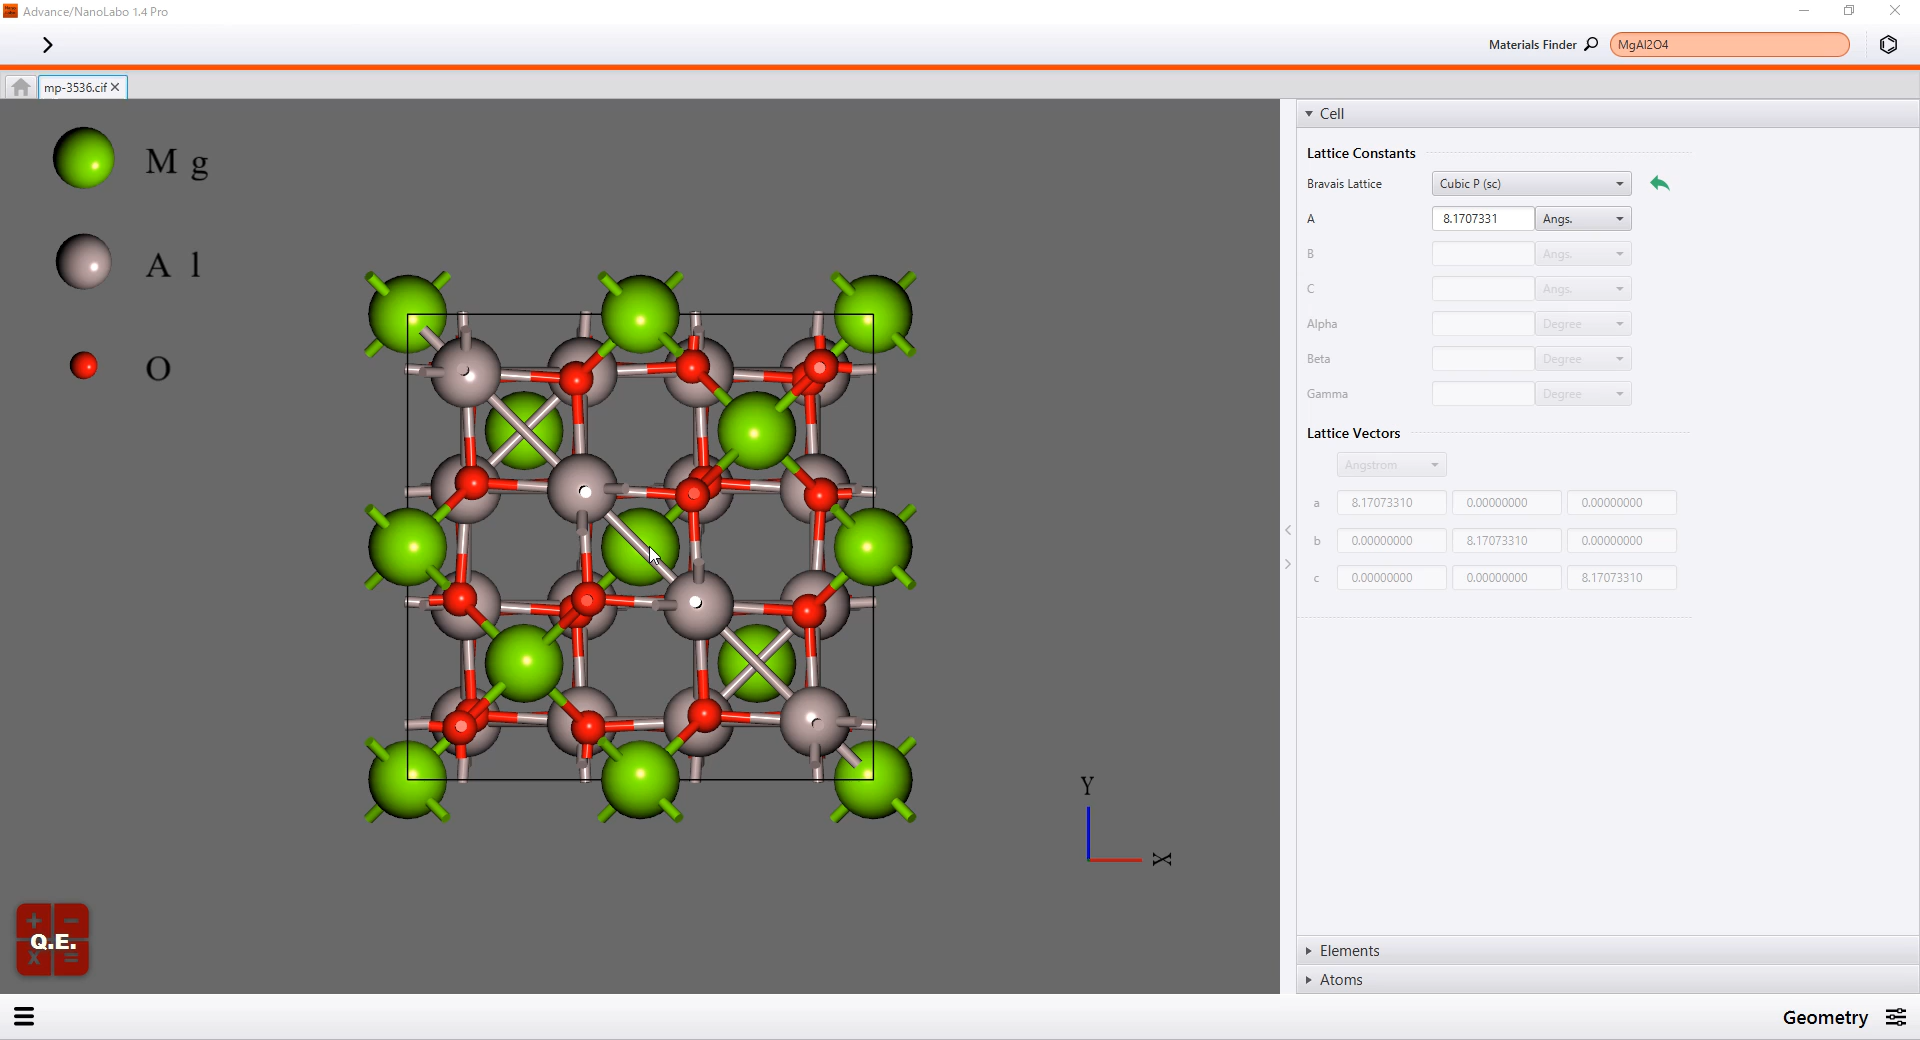 Advance/NanoLabo 1.4 Pro
Materials Finder MgAl2O4
mp-3536.cif
Mg
Al
O
Cell
Lattice Constants
Bravais Lattice Cubic P (sc)
A 8.1707331 Angs.
B Angs.
C Angs.
Alpha Degree
Beta Degree
Gamma Degree
Lattice Vectors
Angstrom
a 8.17073310 0.00000000 0.00000000
b 0.00000000 8.17073310 0.00000000
c 0.00000000 0.00000000 8.17073310
Y
X
+ −
Q.E.
x =
Elements
Atoms
Geometry